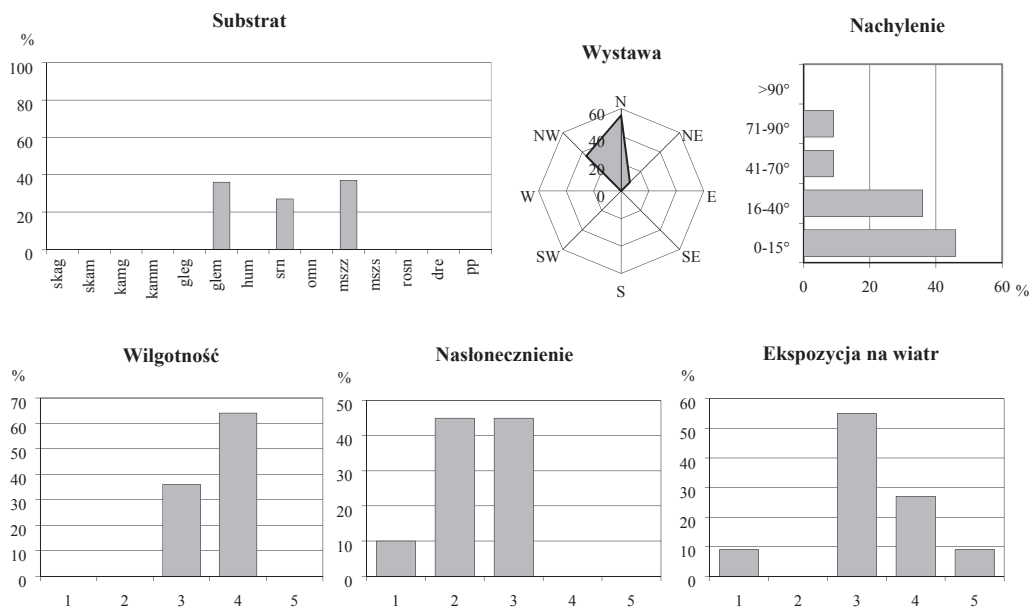 Substrat
%
100
80
60
40
20
0
skag
skam
kamg
kamm
gleg
glem
hum
srn
omn
mszz
mszs
rosn
dre
pp
Wystawa
N
NE
E
SE
S
SW
W
NW
60
40
20
0
Nachylenie
>90°
71-90°
41-70°
16-40°
0-15°
0 20 40 60 %
Wilgotność
%
70
60
50
40
30
20
10
0
1 2 3 4 5
Nasłonecznienie
%
50
40
30
20
10
0
1 2 3 4 5
Ekspozycja na wiatr
%
60
50
40
30
20
10
0
1 2 3 4 5